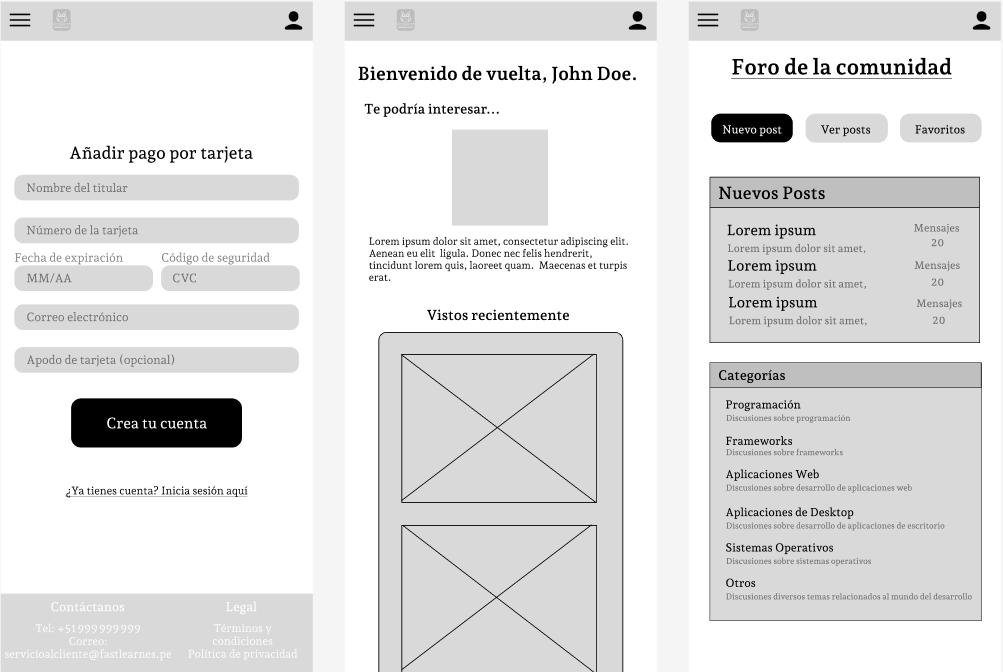 Añadir pago por tarjeta
Nombre del titular
Número de la tarjeta
Fecha de expiración
Código de seguridad
MM/AA
CVC
Correo electrónico
Apodo de tarjeta (opcional)
Crea tu cuenta
¿Ya tienes cuenta? Inicia sesión aquí
Contáctanos
Tel: +51 999 999 999
Correo:
servicioalcliente@fastlearnes.pe
Legal
Términos y
condiciones
Política de privacidad
Bienvenido de vuelta, John Doe.
Te podría interesar...
Lorem ipsum dolor sit amet, consectetur adipiscing elit.
Aenean eu elit ligula. Donec nec felis hendrerit,
tincidunt lorem quis, laoreet quam. Maecenas et turpis
erat.
Vistos recientemente
Foro de la comunidad
Nuevo post
Ver posts
Favoritos
Nuevos Posts
Lorem ipsum
Lorem ipsum dolor sit amet,
Mensajes
20
Lorem ipsum
Lorem ipsum dolor sit amet,
Mensajes
20
Lorem ipsum
Lorem ipsum dolor sit amet,
Mensajes
20
Categorías
Programación
Discusiones sobre programación
Frameworks
Discusiones sobre frameworks
Aplicaciones Web
Discusiones sobre desarrollo de aplicaciones web
Aplicaciones de Desktop
Discusiones sobre desarrollo de aplicaciones de escritorio
Sistemas Operativos
Discusiones sobre sistemas operativos
Otros
Discusiones diversos temas relacionados al mundo del desarrollo